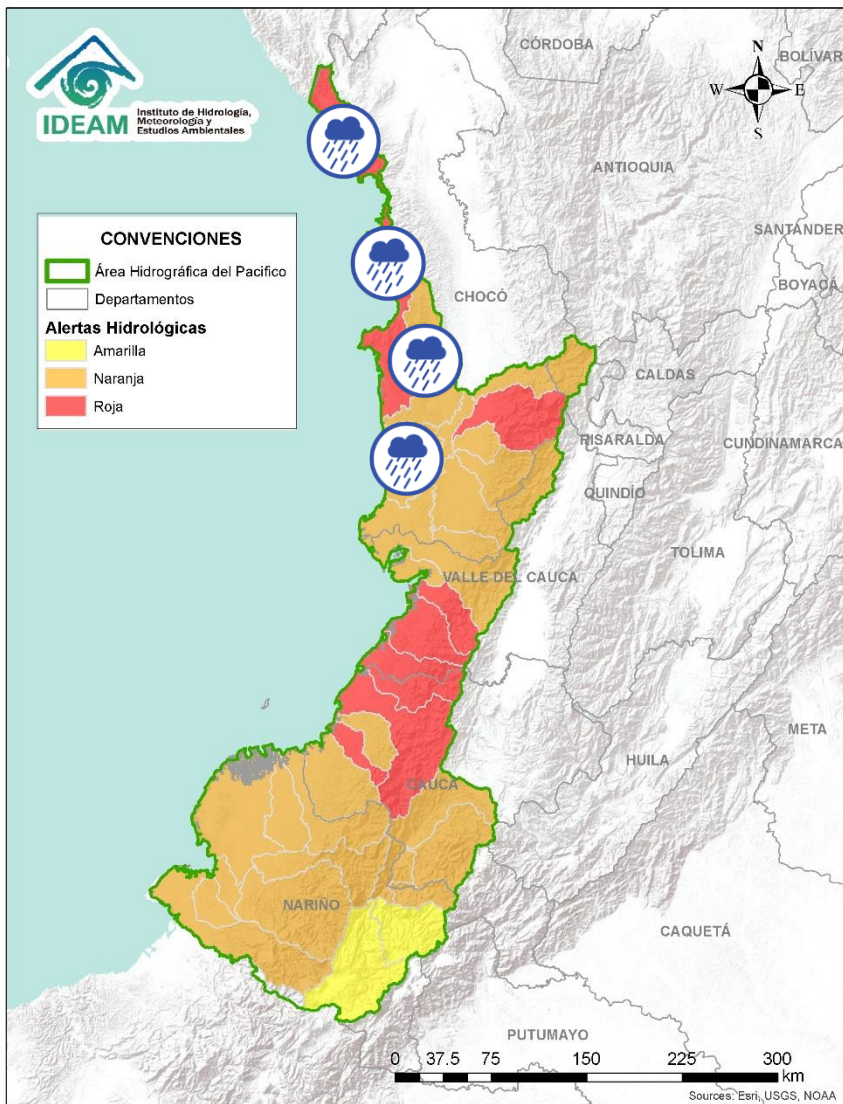 IDEAM
Instituto de Hidrología,
Meteorología y
Estudios Ambientales
N
W
E
S
CÓRDOBA
BOLÍVAR
ANTIOQUIA
SANTANDER
BOYACÁ
CHOCÓ
CALDAS
RISARALDA
CUNDINAMARCA
QUINDÍO
TOLIMA
VALLE DEL CAUCA
META
HUILA
CAUCA
NARIÑO
CAQUETÁ
PUTUMAYO
CONVENCIONES
Área Hidrográfica del Pacifico
Departamentos
Alertas Hidrológicas
Amarilla
Naranja
Roja
0 37.5 75 150 225 300
km
Sources: Esri, USGS, NOAA